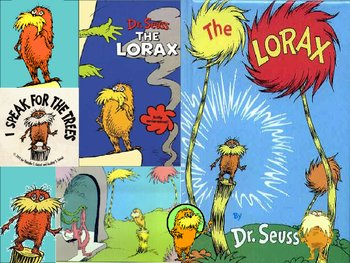 Dr. Seuss
THE
LORAX
I SPEAK FOR THE TREES
The
LORAX
By
Dr. Seuss